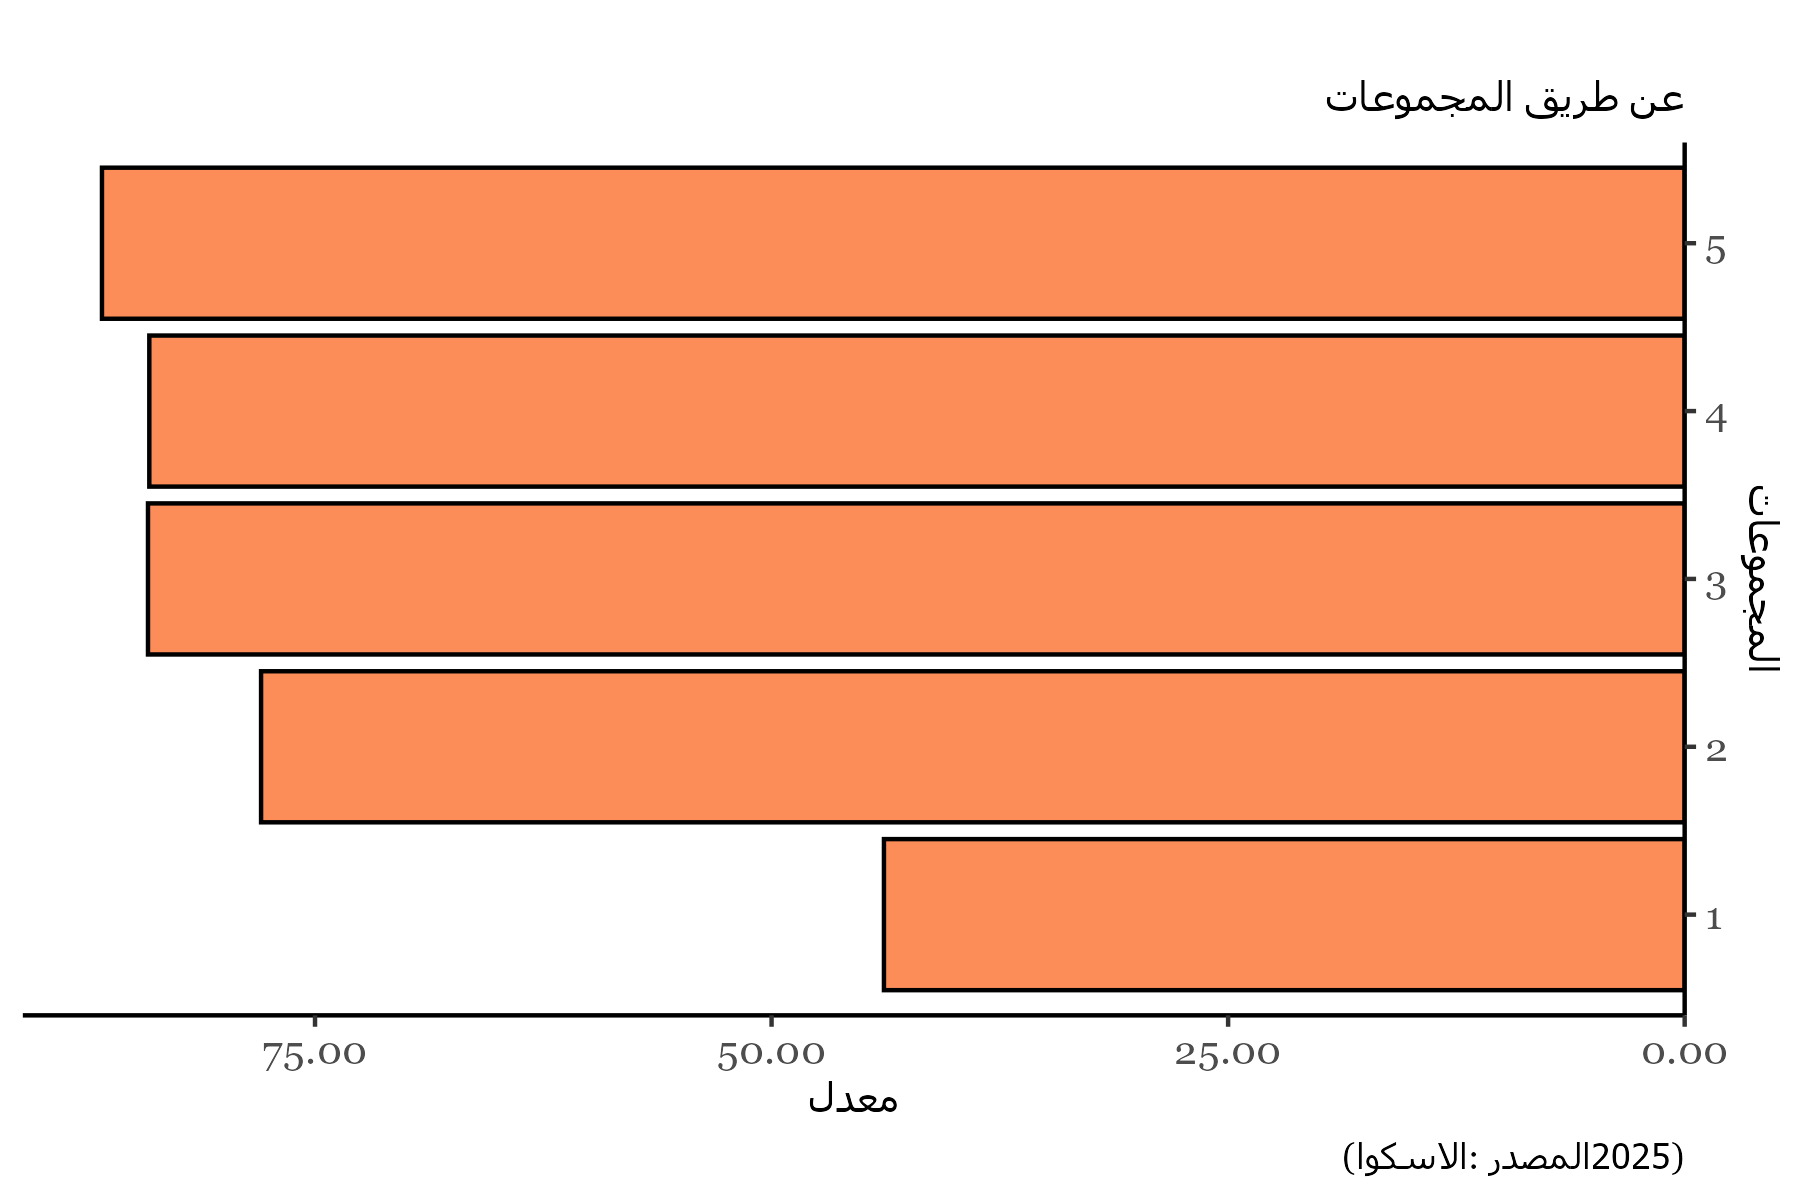 عن طريق المجموعات
5
4
3
2
1
المجموعات
75.00 50.00 25.00 0.00
معدل
(2025المصدر :الاسكوا)